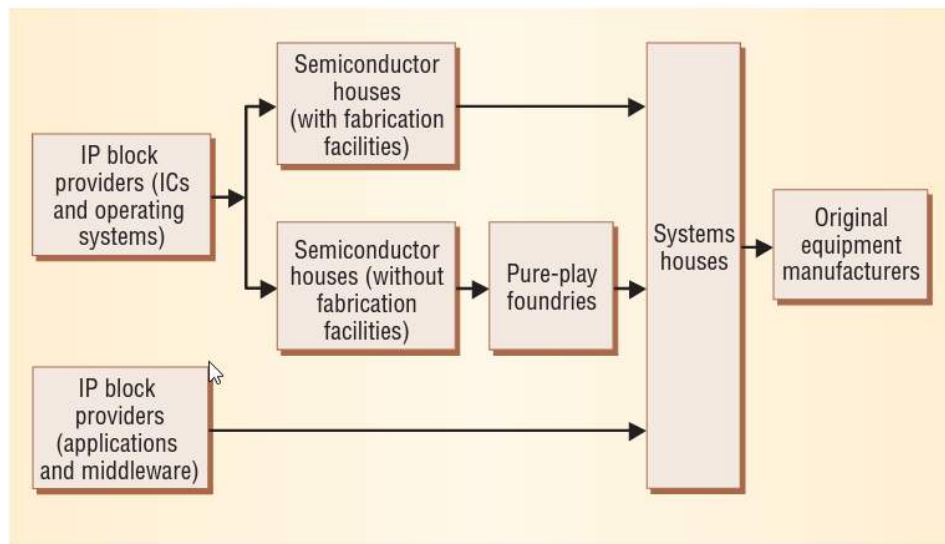 Semiconductor
houses
(with fabrication
facilities)
IP block
providers (ICs
and operating
systems)
Semiconductor
houses (without
fabrication
facilities)
Pure-play
foundries
Systems
houses
Original
equipment
manufacturers
IP block
providers
(applications
and middleware)